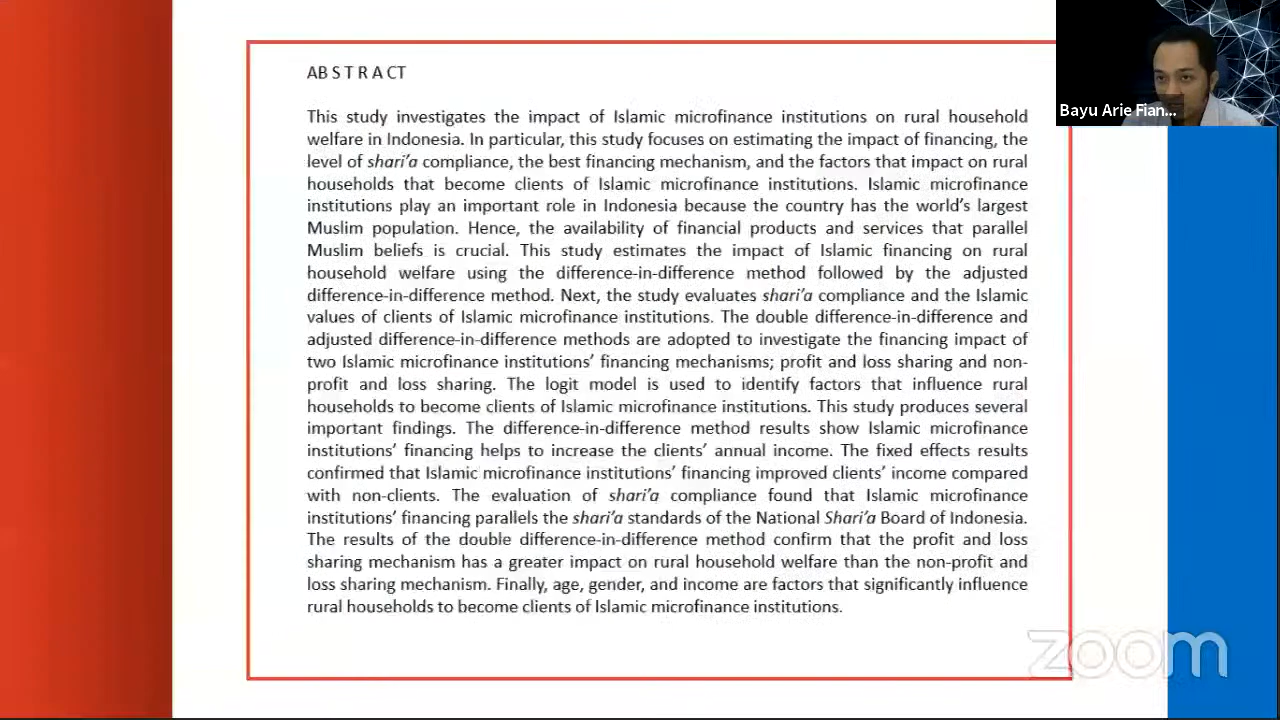 ABSTRACT
This study investigates the impact of Islamic microfinance institutions on rural household
welfare in Indonesia. In particular, this study focuses on estimating the impact of financing, the
level of shari’a compliance, the best financing mechanism, and the factors that impact on rural
households that become clients of Islamic microfinance institutions. Islamic microfinance
institutions play an important role in Indonesia because the country has the world’s largest
Muslim population. Hence, the availability of financial products and services that parallel
Muslim beliefs is crucial. This study estimates the impact of Islamic financing on rural
household welfare using the difference-in-difference method followed by the adjusted
difference-in-difference method. Next, the study evaluates shari’a compliance and the Islamic
values of clients of Islamic microfinance institutions. The double difference-in-difference and
adjusted difference-in-difference methods are adopted to investigate the financing impact of
two Islamic microfinance institutions’ financing mechanisms; profit and loss sharing and non-
profit and loss sharing. The logit model is used to identify factors that influence rural
households to become clients of Islamic microfinance institutions. This study produces several
important findings. The difference-in-difference method results show Islamic microfinance
institutions’ financing helps to increase the clients’ annual income. The fixed effects results
confirmed that Islamic microfinance institutions’ financing improved clients’ income compared
with non-clients. The evaluation of shari’a compliance found that Islamic microfinance
institutions’ financing parallels the shari’a standards of the National Shari’a Board of Indonesia.
The results of the double difference-in-difference method confirm that the profit and loss
sharing mechanism has a greater impact on rural household welfare than the non-profit and
loss sharing mechanism. Finally, age, gender, and income are factors that significantly influence
rural households to become clients of Islamic microfinance institutions.
Bayu Arie Fian...
zoom